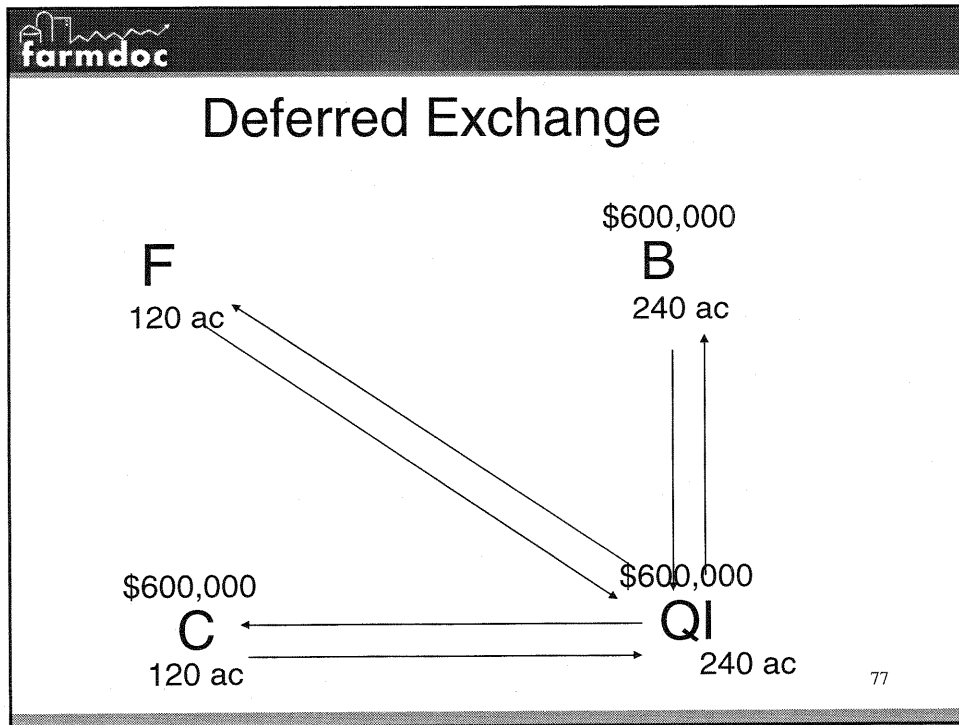 farmdoc
Deferred Exchange
$600,000
F
B
120 ac
240 ac
$600,000
$600,000
C
QI
120 ac
240 ac
77